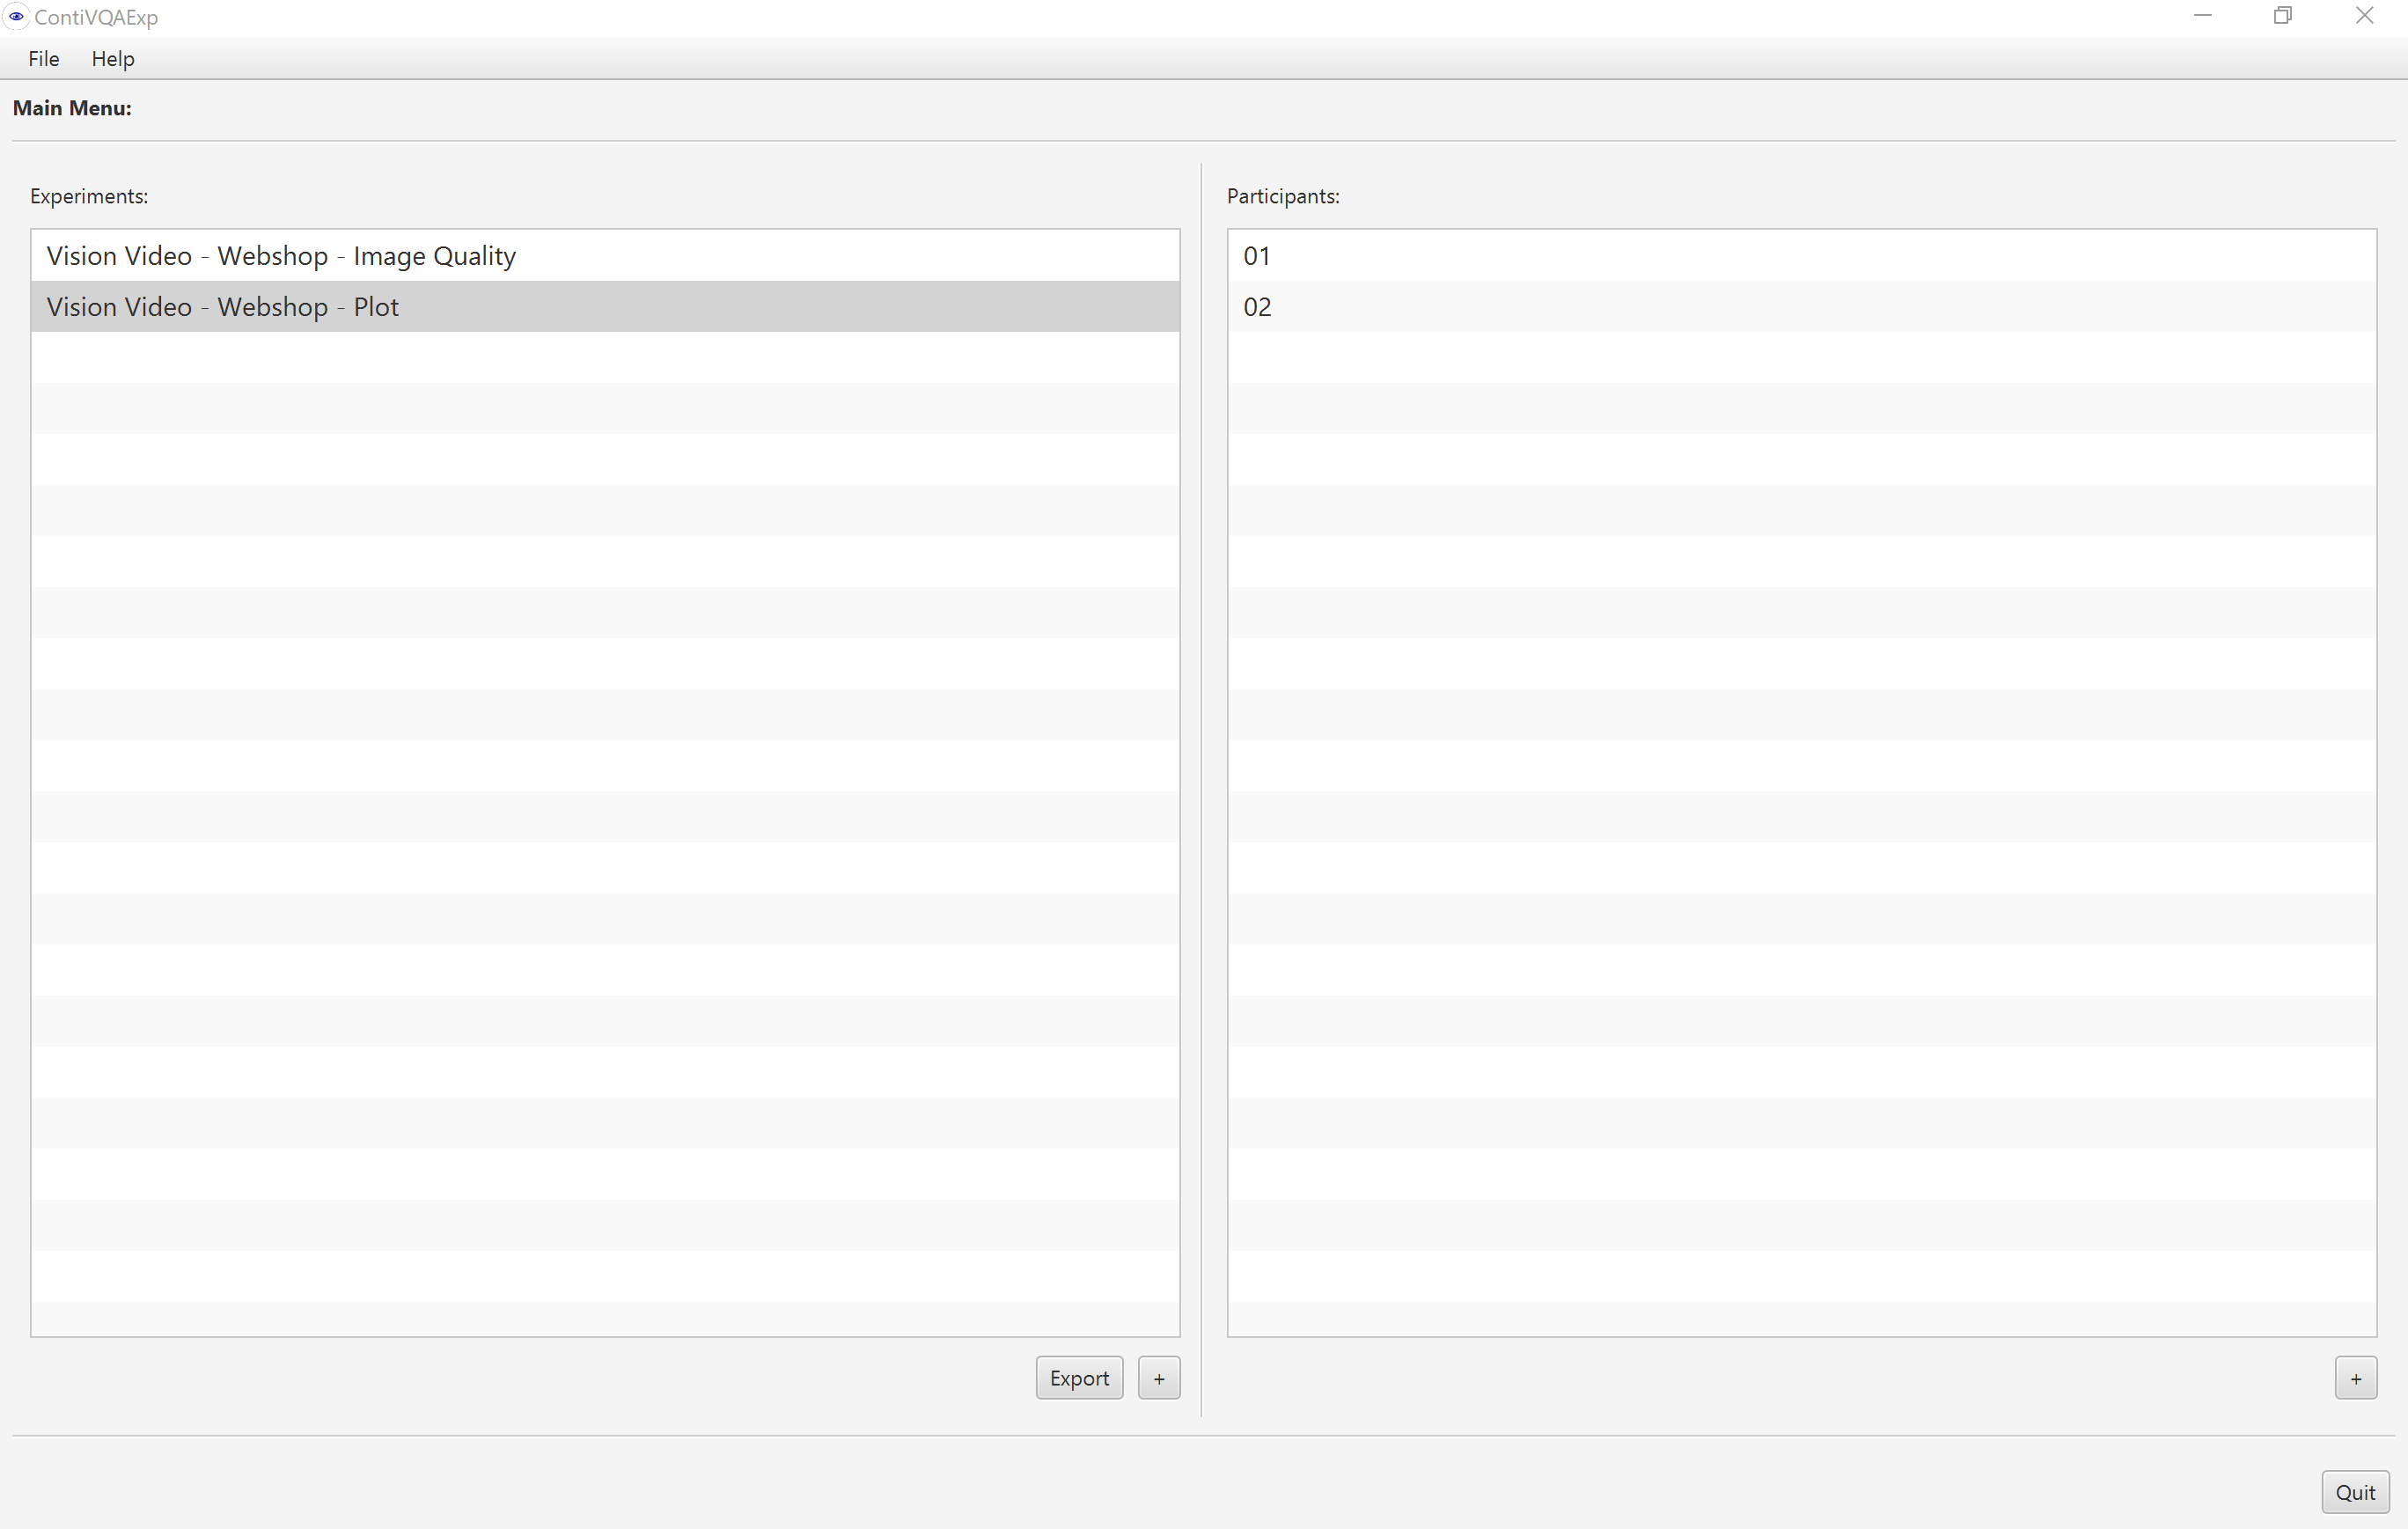 ContiVQAExp
File Help
Main Menu:
Experiments:
Vision Video - Webshop - Image Quality
Vision Video - Webshop - Plot
Export +
Participants:
01
02
+
Quit